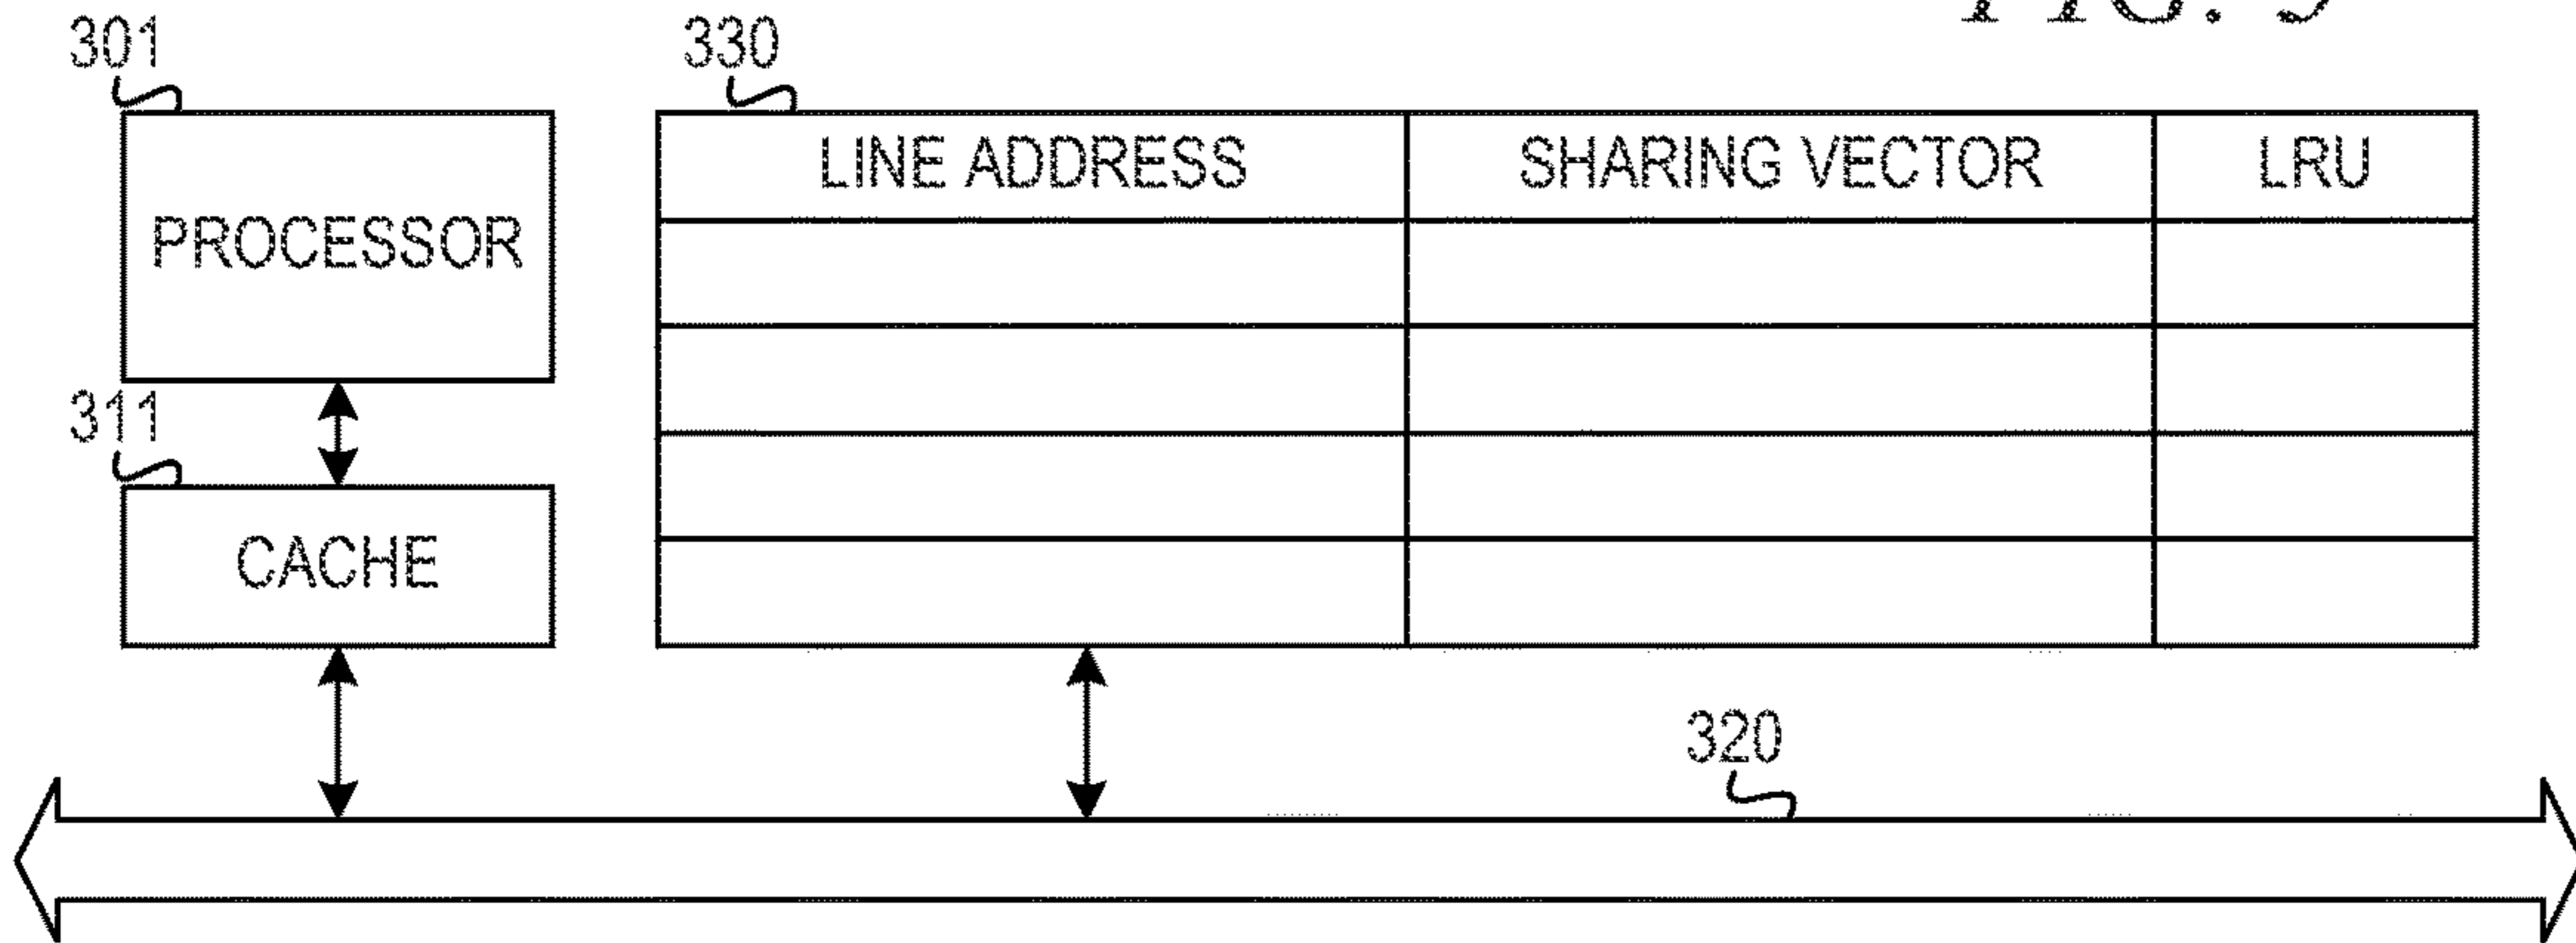 301
330
PROCESSOR
LINE ADDRESS
SHARING VECTOR
LRU
311
CACHE
320